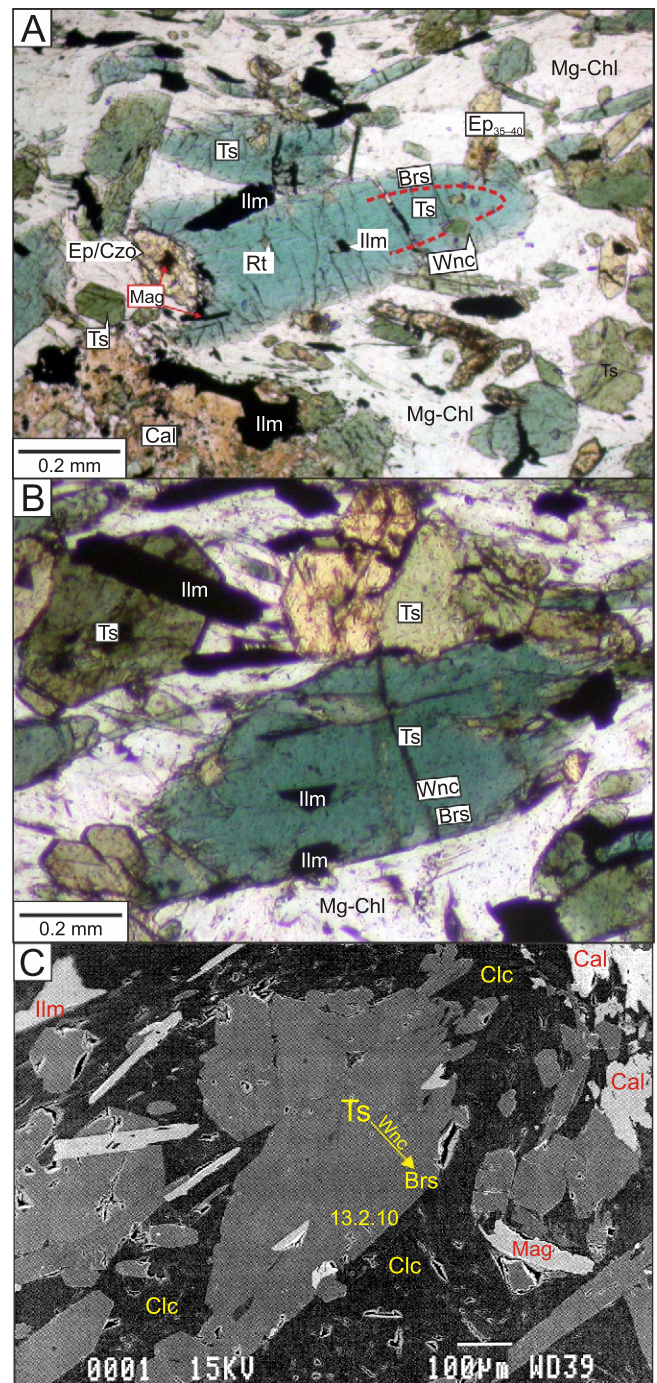 A
Mg-Chl
Ts
Ep35–40
Brs
Ts
Ilm
Ep/Czo
Ilm
Rt
Wnc
Mag
Ts
Ts
Ilm
Mg-Chl
Cal
0.2 mm
B
Ilm
Ts
Ts
Ts
Wnc
Ilm
Brs
Ilm
Mg-Chl
0.2 mm
C
Cal
Clc
Ilm
Cal
Ts
Wnc
Brs
13.2.10
Mag
Clc
Clc
0001 15KV 100µm WD39